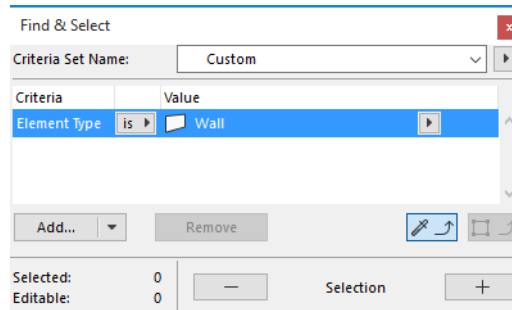 Find & Select
Criteria Set Name: Custom
Criteria Value
Element Type is Wall
Add... Remove
Selected: 0
Editable: 0
— Selection +